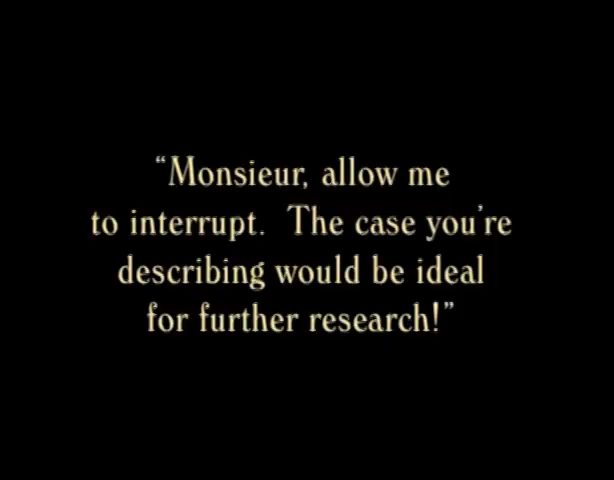 “Monsieur, allow me
to interrupt.  The case you’re
describing would be ideal
for further research!”